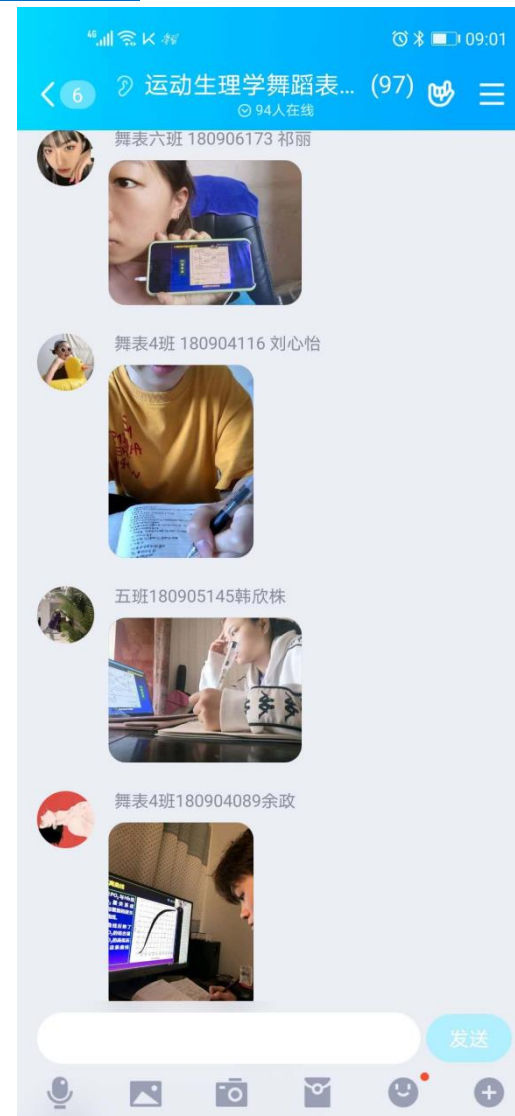 46
09:01
6
运动生理学舞蹈表... (97)
94人在线
舞表六班 180906173 祁丽
舞表4班 180904116 刘心怡
五班180905145韩欣株
舞表4班180904089余政
发送